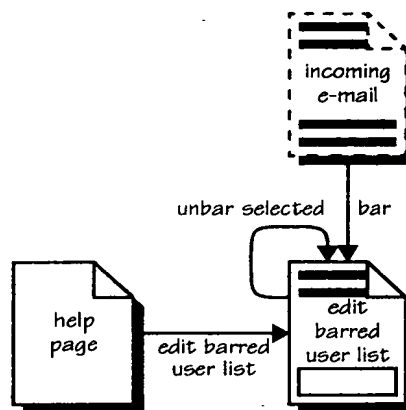 incoming
e-mail
unbar selected
bar
help
page
edit barred
user list
edit
barred
user list